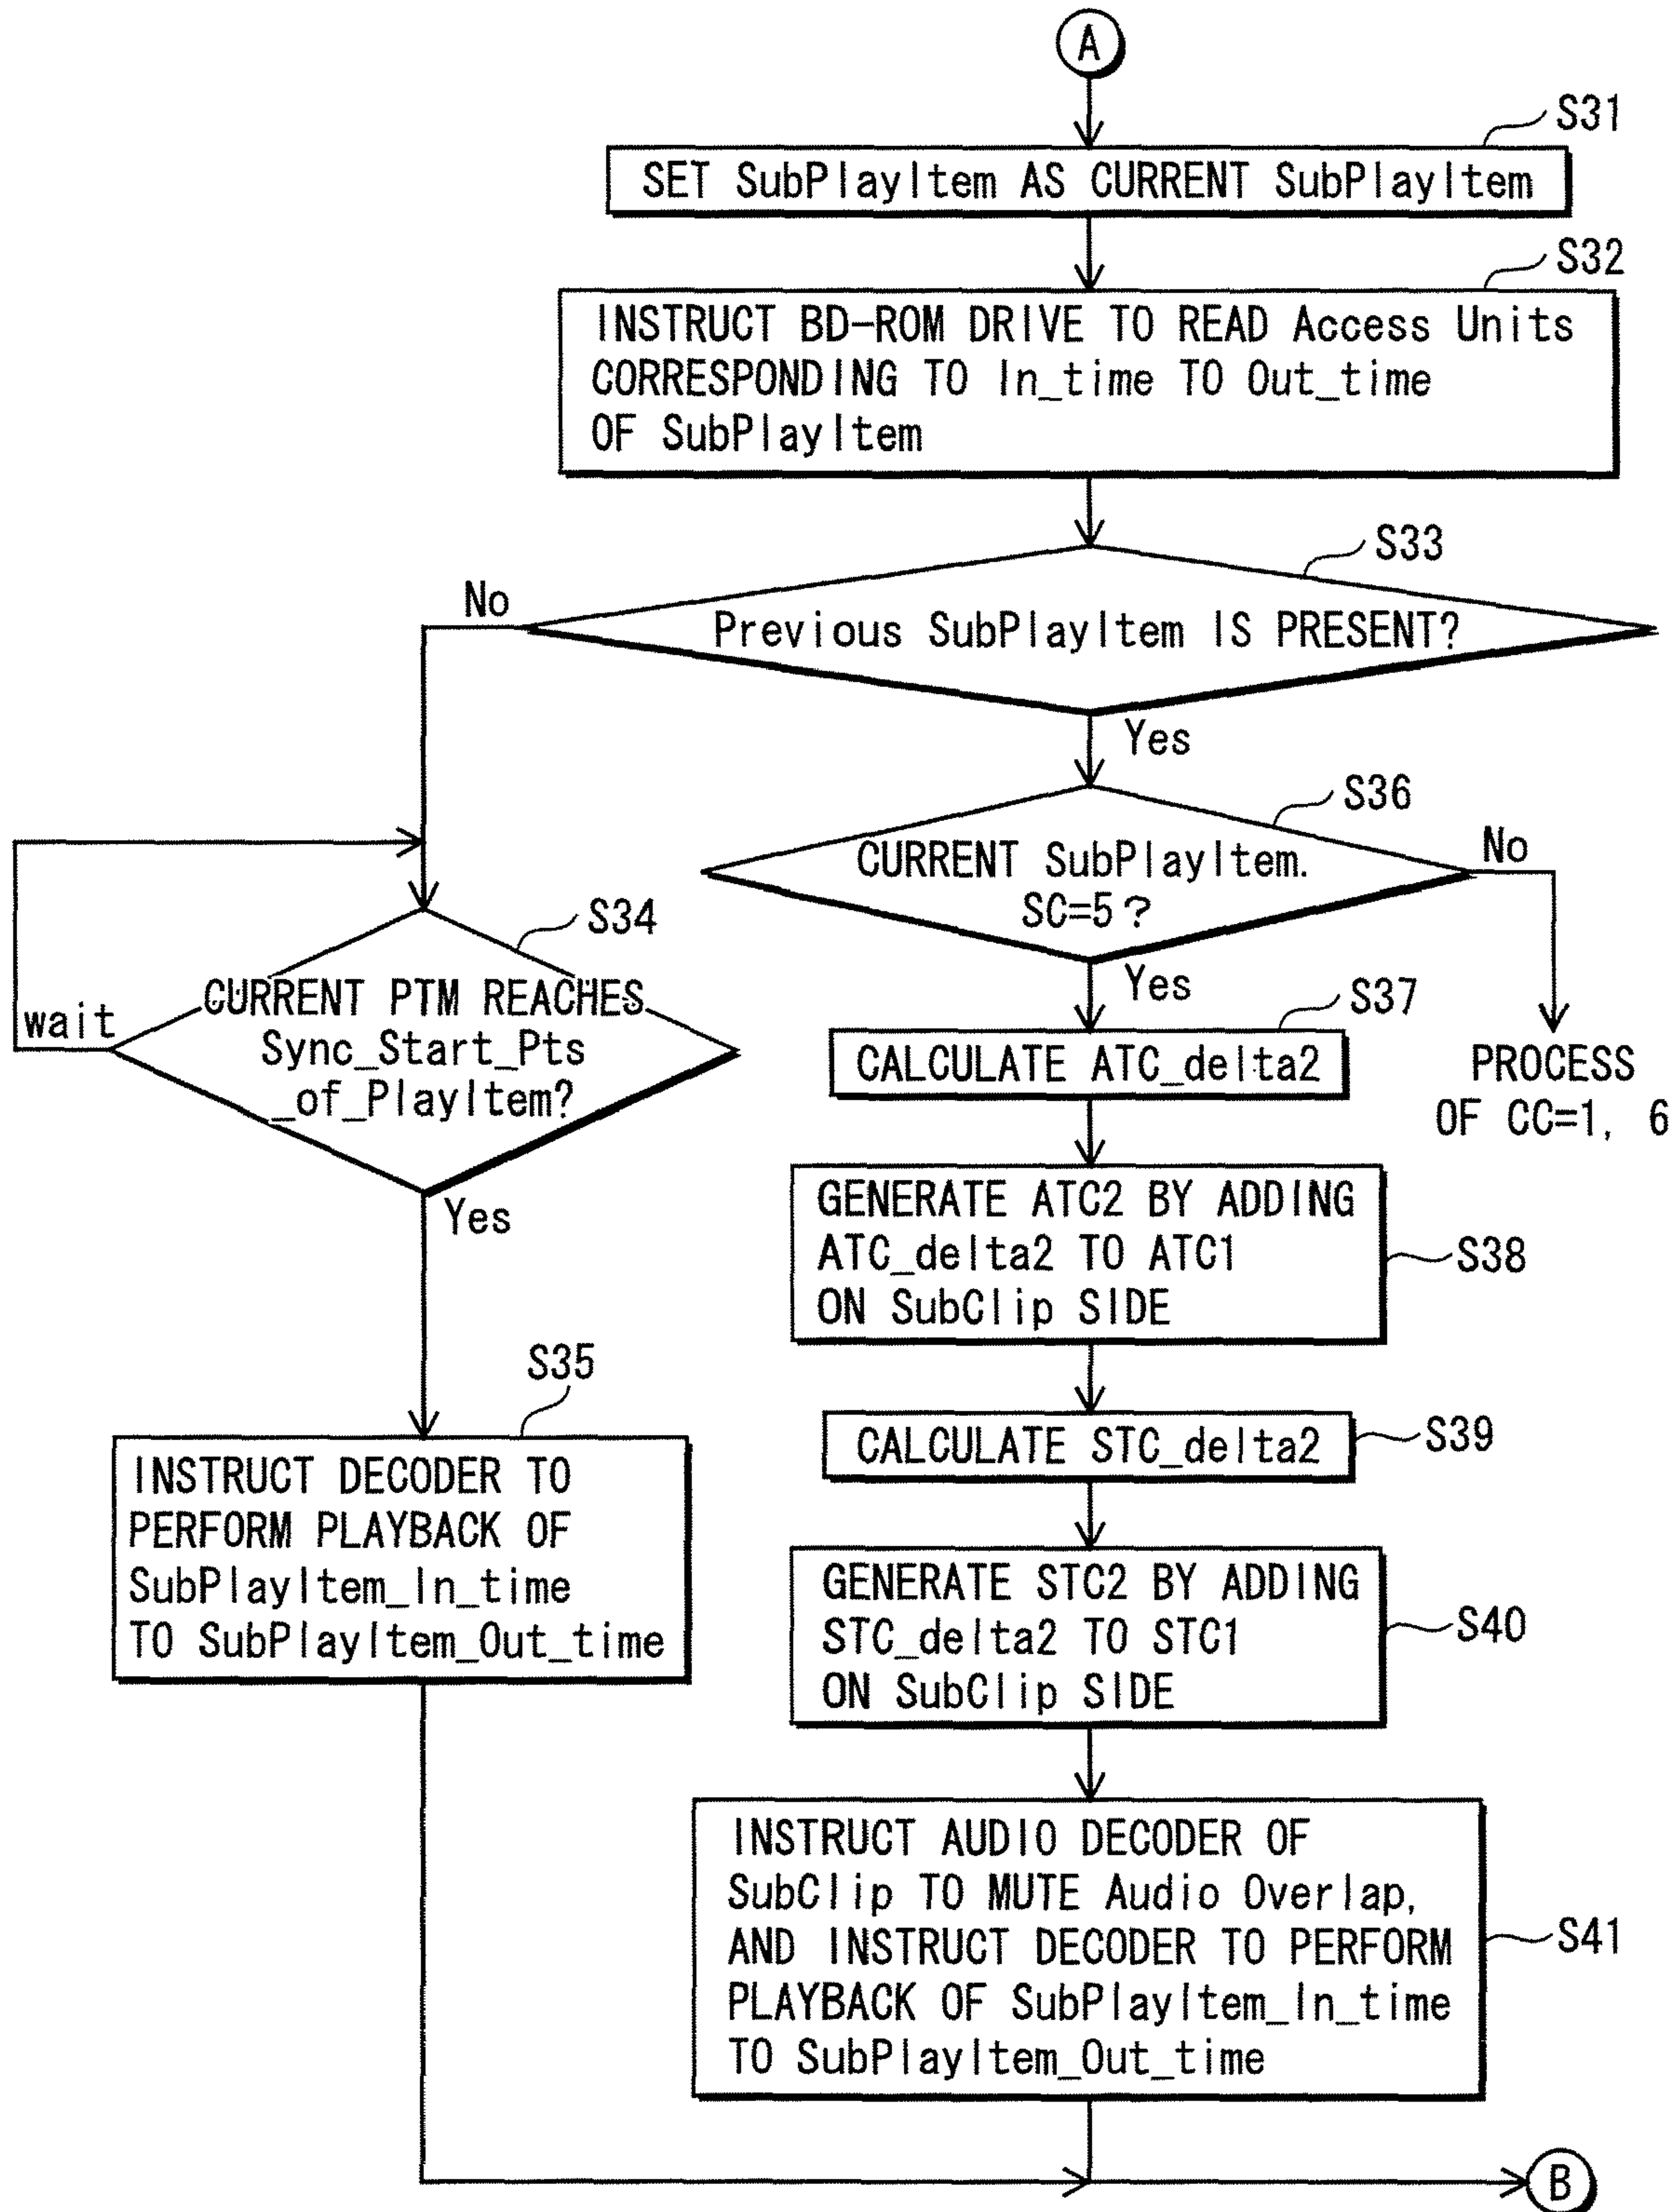 A
S31
SET SubPlayItem AS CURRENT SubPlayItem
S32
INSTRUCT BD-ROM DRIVE TO READ Access Units
CORRESPONDING TO In_time TO Out_time
OF SubPlayItem
S33
No
Previous SubPlayItem IS PRESENT?
Yes
S36
CURRENT SubPlayItem.
SC=5?
No
Yes
S34
CURRENT PTM REACHES
Sync_Start_Pts
_of_PlayItem?
wait
Yes
S37
CALCULATE ATC_delta2
PROCESS
OF CC=1, 6
GENERATE ATC2 BY ADDING
ATC_delta2 TO ATC1
ON SubClip SIDE
S38
S35
INSTRUCT DECODER TO
PERFORM PLAYBACK OF
SubPlayItem_In_time
TO SubPlayItem_Out_time
CALCULATE STC_delta2
S39
GENERATE STC2 BY ADDING
STC_delta2 TO STC1
ON SubClip SIDE
S40
INSTRUCT AUDIO DECODER OF
SubClip TO MUTE Audio Overlap,
AND INSTRUCT DECODER TO PERFORM
PLAYBACK OF SubPlayItem_In_time
TO SubPlayItem_Out_time
S41
B